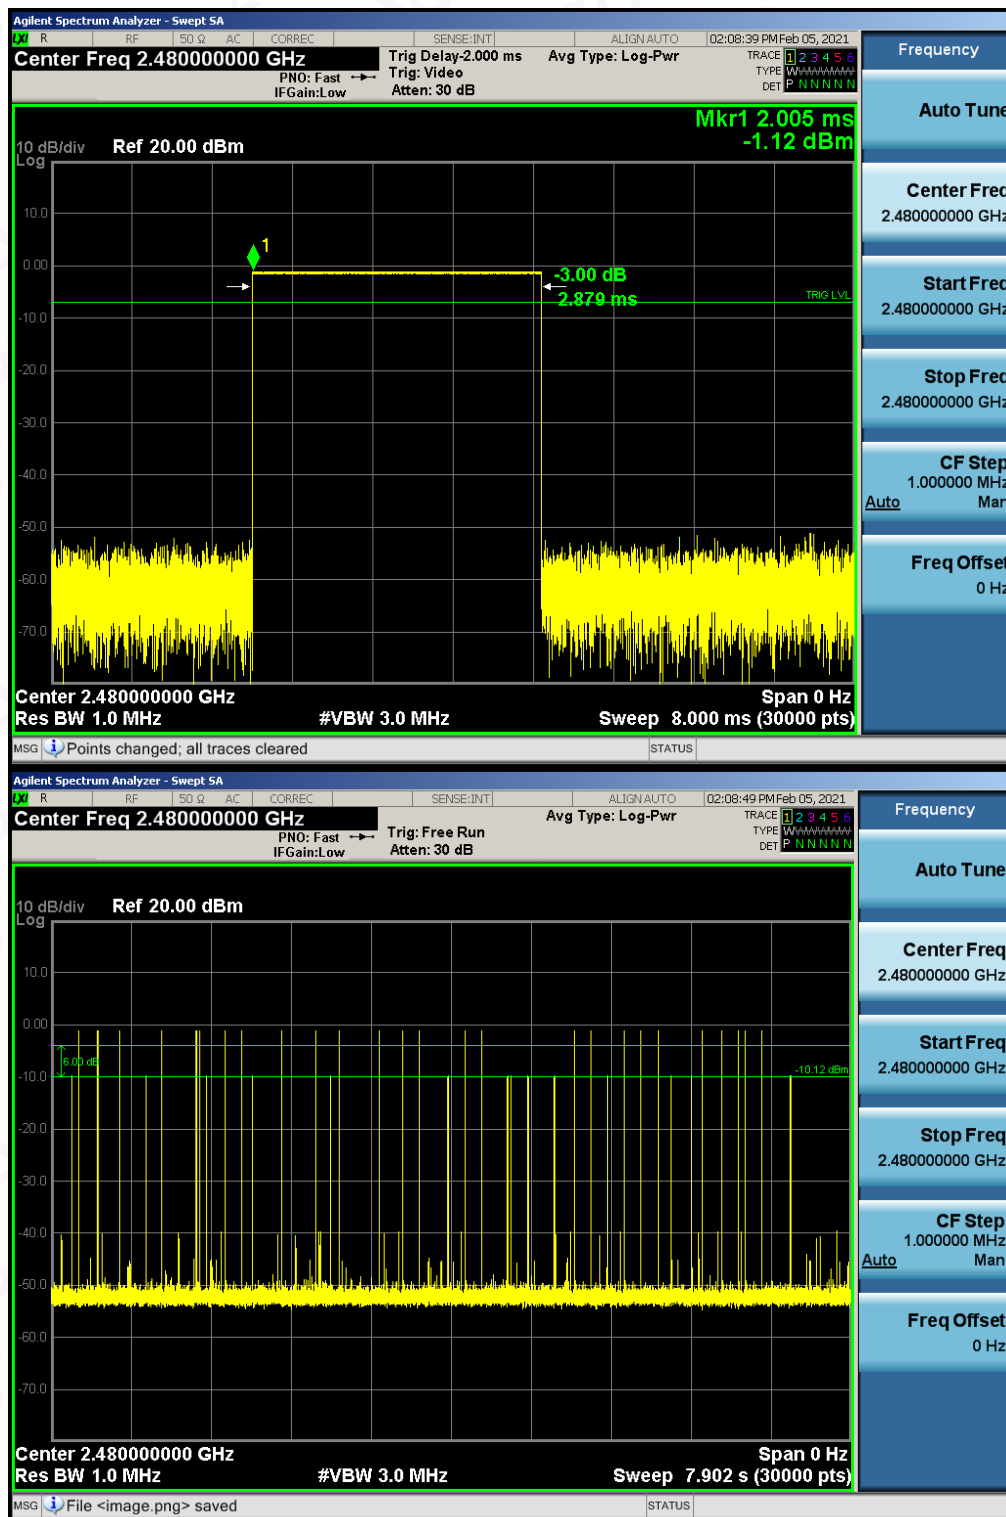 Agilent Spectrum Analyzer - Swept SA
LXI R RF 50 Ω AC CORREC SENSE:INT ALIGN AUTO 02:08:39 PM Feb 05, 2021
Center Freq 2.480000000 GHz
PNO: Fast
IFGain:Low
Trig Delay-2.000 ms
Trig: Video
Atten: 30 dB
Avg Type: Log-Pwr
TRACE 1 2 3 4 5 6
TYPE W
DET P N N N N N
Mkr1 2.005 ms
-1.12 dBm
10 dB/div
Log
Ref 20.00 dBm
10.0
0.00
-10.0
-20.0
-30.0
-40.0
-50.0
-60.0
-70.0
1
-3.00 dB
2.879 ms
TRIG LVL
Center 2.480000000 GHz
Span 0 Hz
Res BW 1.0 MHz
#VBW 3.0 MHz
Sweep 8.000 ms (30000 pts)
MSG Points changed; all traces cleared
STATUS
Frequency
Auto Tune
Center Freq
2.480000000 GHz
Start Freq
2.480000000 GHz
Stop Freq
2.480000000 GHz
CF Step
1.000000 MHz
Auto Man
Freq Offset
0 Hz
Agilent Spectrum Analyzer - Swept SA
LXI R RF 50 Ω AC CORREC SENSE:INT ALIGN AUTO 02:08:49 PM Feb 05, 2021
Center Freq 2.480000000 GHz
PNO: Fast
IFGain:Low
Trig: Free Run
Atten: 30 dB
Avg Type: Log-Pwr
TRACE 1 2 3 4 5 6
TYPE W
DET P N N N N N
10 dB/div
Log
Ref 20.00 dBm
10.0
0.00
-10.0
-20.0
-30.0
-40.0
-50.0
-60.0
-70.0
6.00 dB
-10.12 dBm
Center 2.480000000 GHz
Span 0 Hz
Res BW 1.0 MHz
#VBW 3.0 MHz
Sweep 7.902 s (30000 pts)
MSG File <image.png> saved
STATUS
Frequency
Auto Tune
Center Freq
2.480000000 GHz
Start Freq
2.480000000 GHz
Stop Freq
2.480000000 GHz
CF Step
1.000000 MHz
Auto Man
Freq Offset
0 Hz